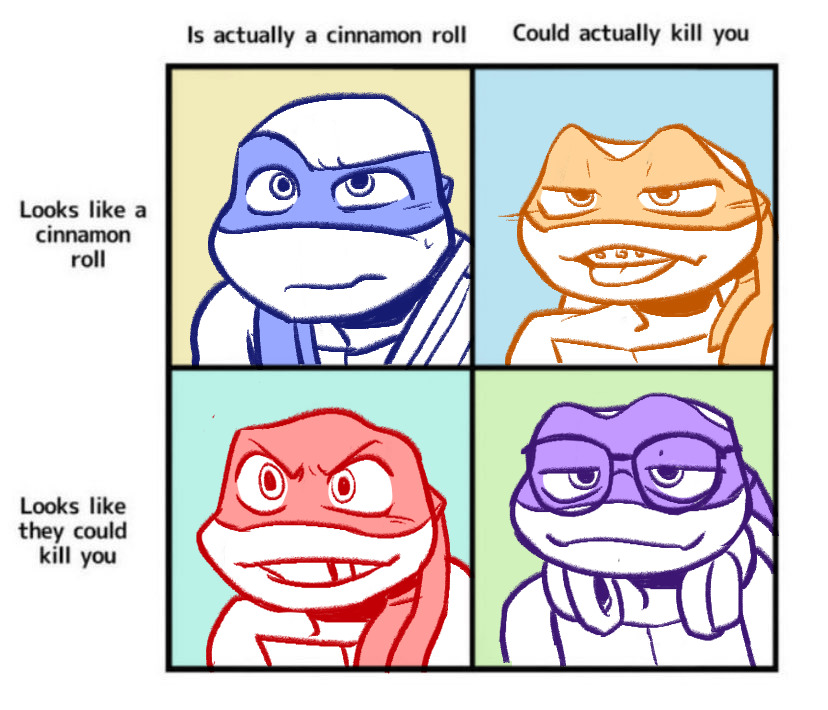 Is actually a cinnamon roll
Could actually kill you
Looks like a
cinnamon
roll
Looks like
they could
kill you